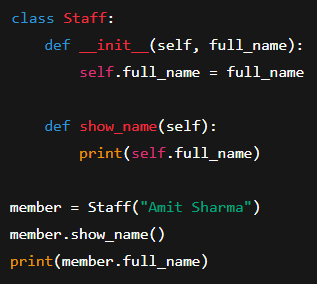 class Staff:
    def __init__(self, full_name):
        self.full_name = full_name

    def show_name(self):
        print(self.full_name)

member = Staff("Amit Sharma")
member.show_name()
print(member.full_name)